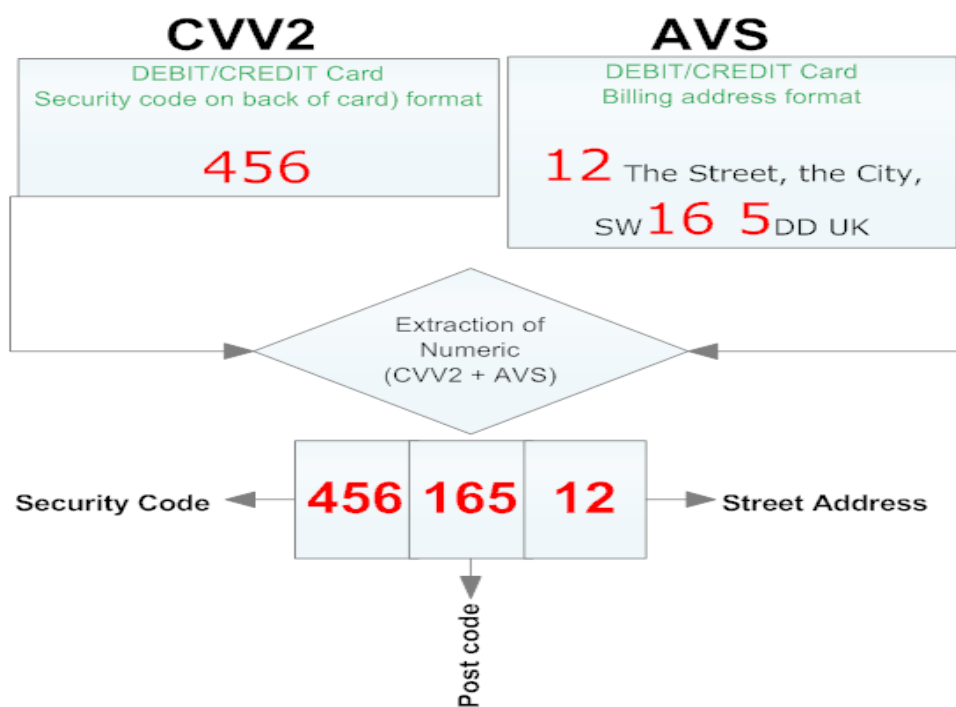 CVV2
DEBIT/CREDIT Card
Security code on back of card) format
456
AVS
DEBIT/CREDIT Card
Billing address format
12 The Street, the City,
SW16 5DD UK
Extraction of
Numeric
(CVV2 + AVS)
Security Code
456
165
12
Street Address
Post code